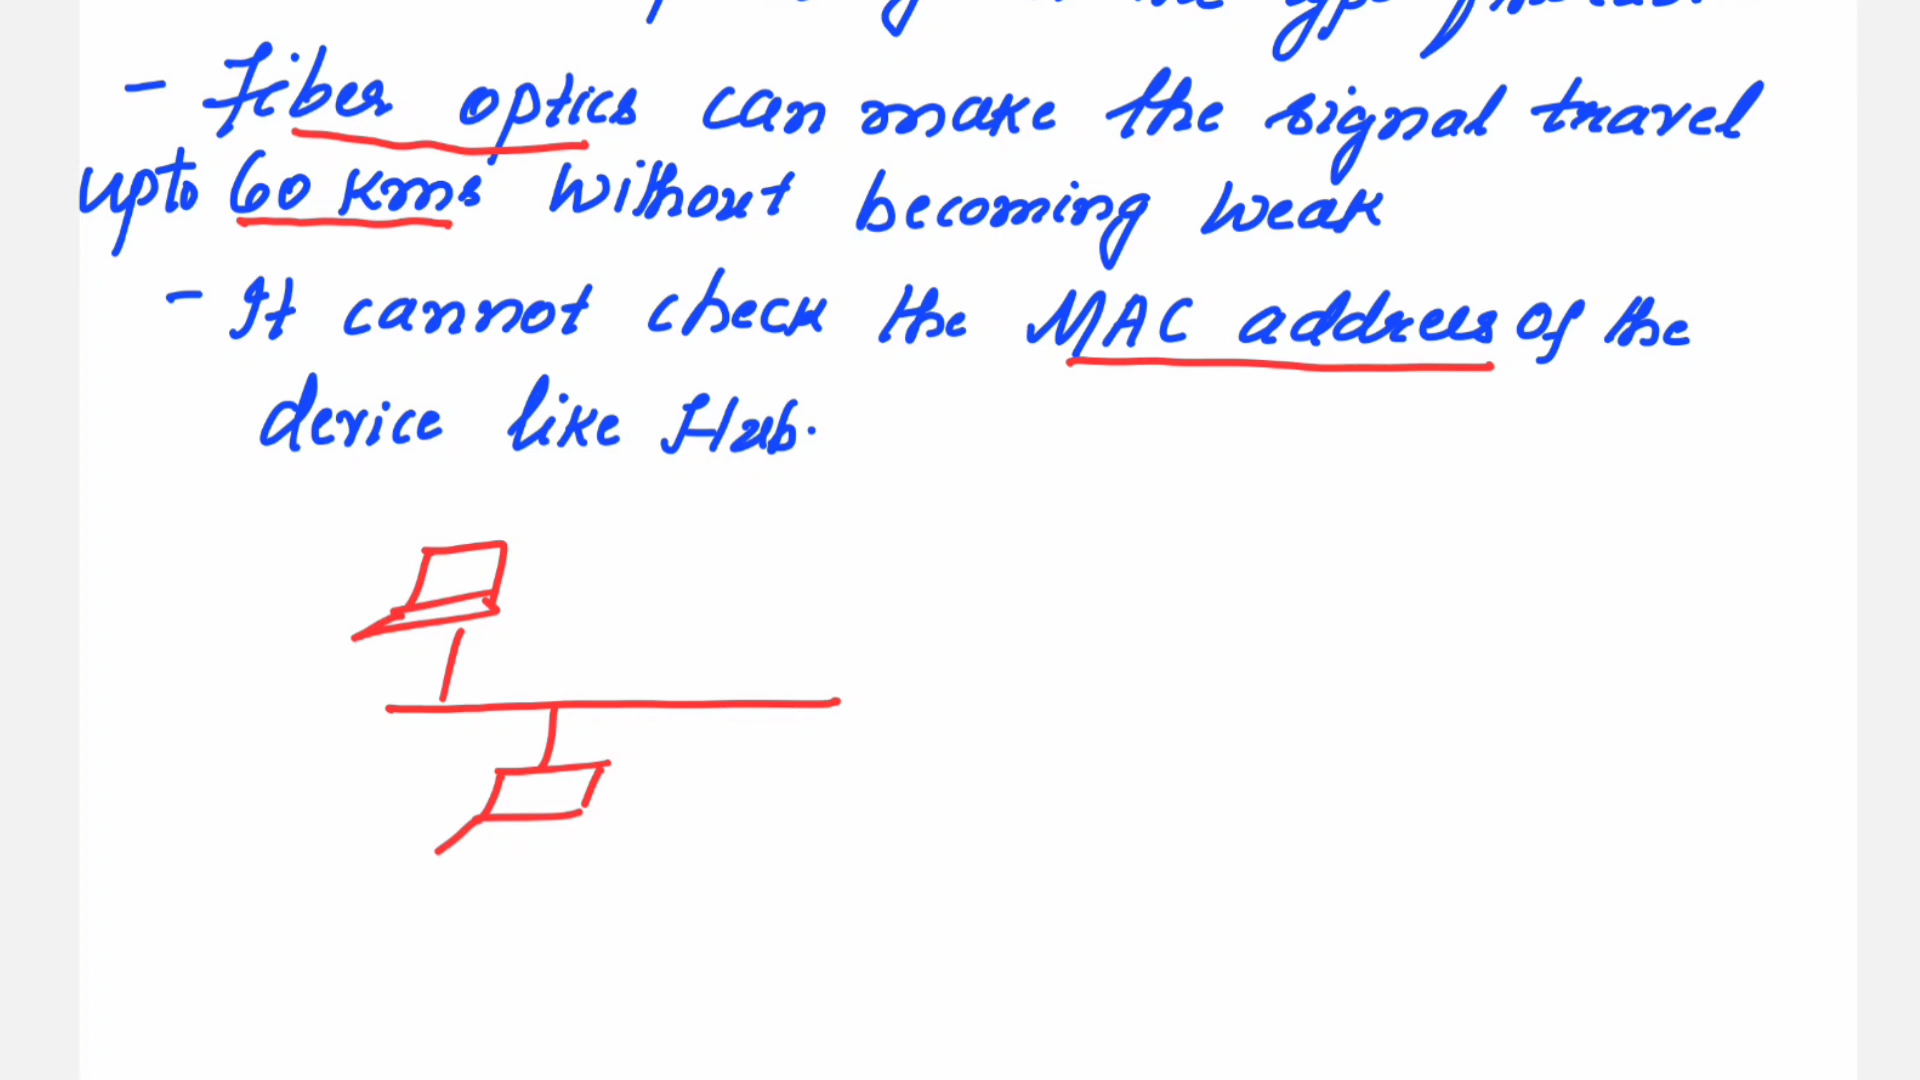 - Fiber optics can make the signal travel
upto 60 Kms without becoming weak
- It cannot check the MAC address of the
device like Hub.